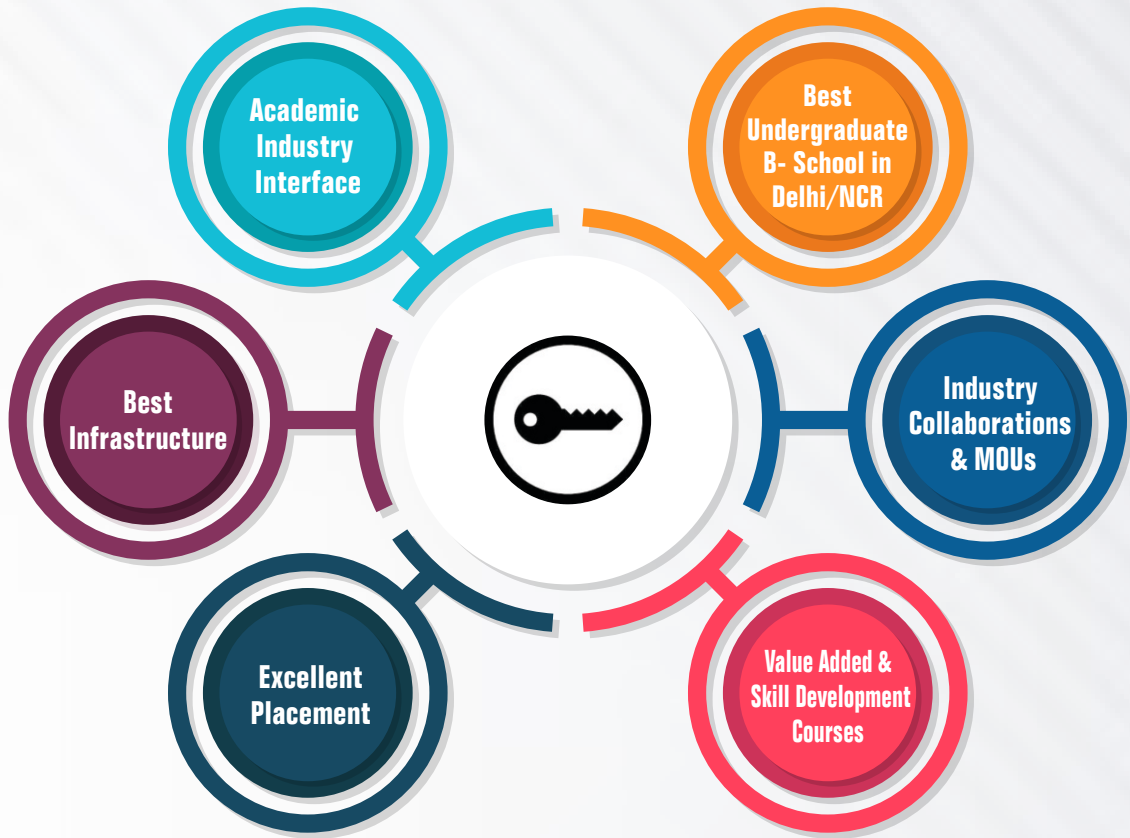 Academic
Industry
Interface
Best
Undergraduate
B- School in
Delhi/NCR
Best
Infrastructure
Industry
Collaborations
& MOUs
Excellent
Placement
Value Added &
Skill Development
Courses